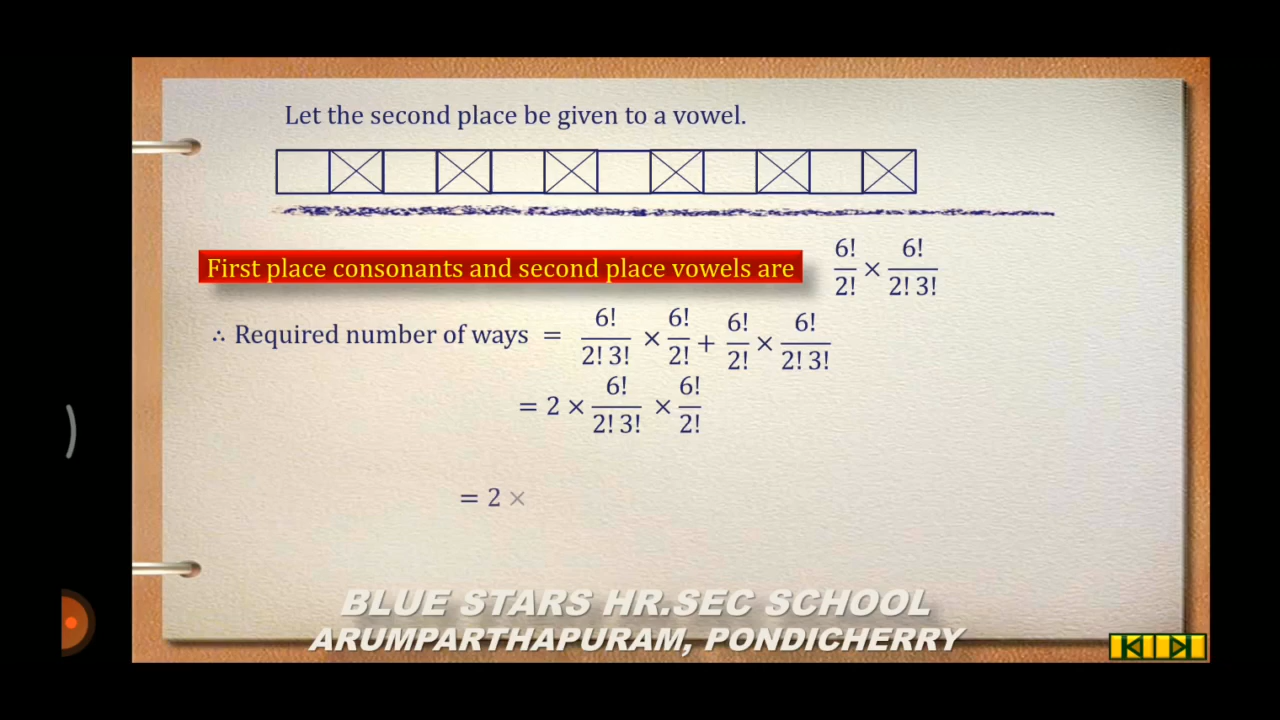 Let the second place be given to a vowel.
First place consonants and second place vowels are 6!/2! × 6!/(2! 3!)
∴ Required number of ways = 6!/(2! 3!) × 6!/2! + 6!/2! × 6!/(2! 3!)
= 2 × 6!/(2! 3!) × 6!/2!
= 2 ×
BLUE STARS HR.SEC SCHOOL
ARUMPARTHAPURAM, PONDICHERRY